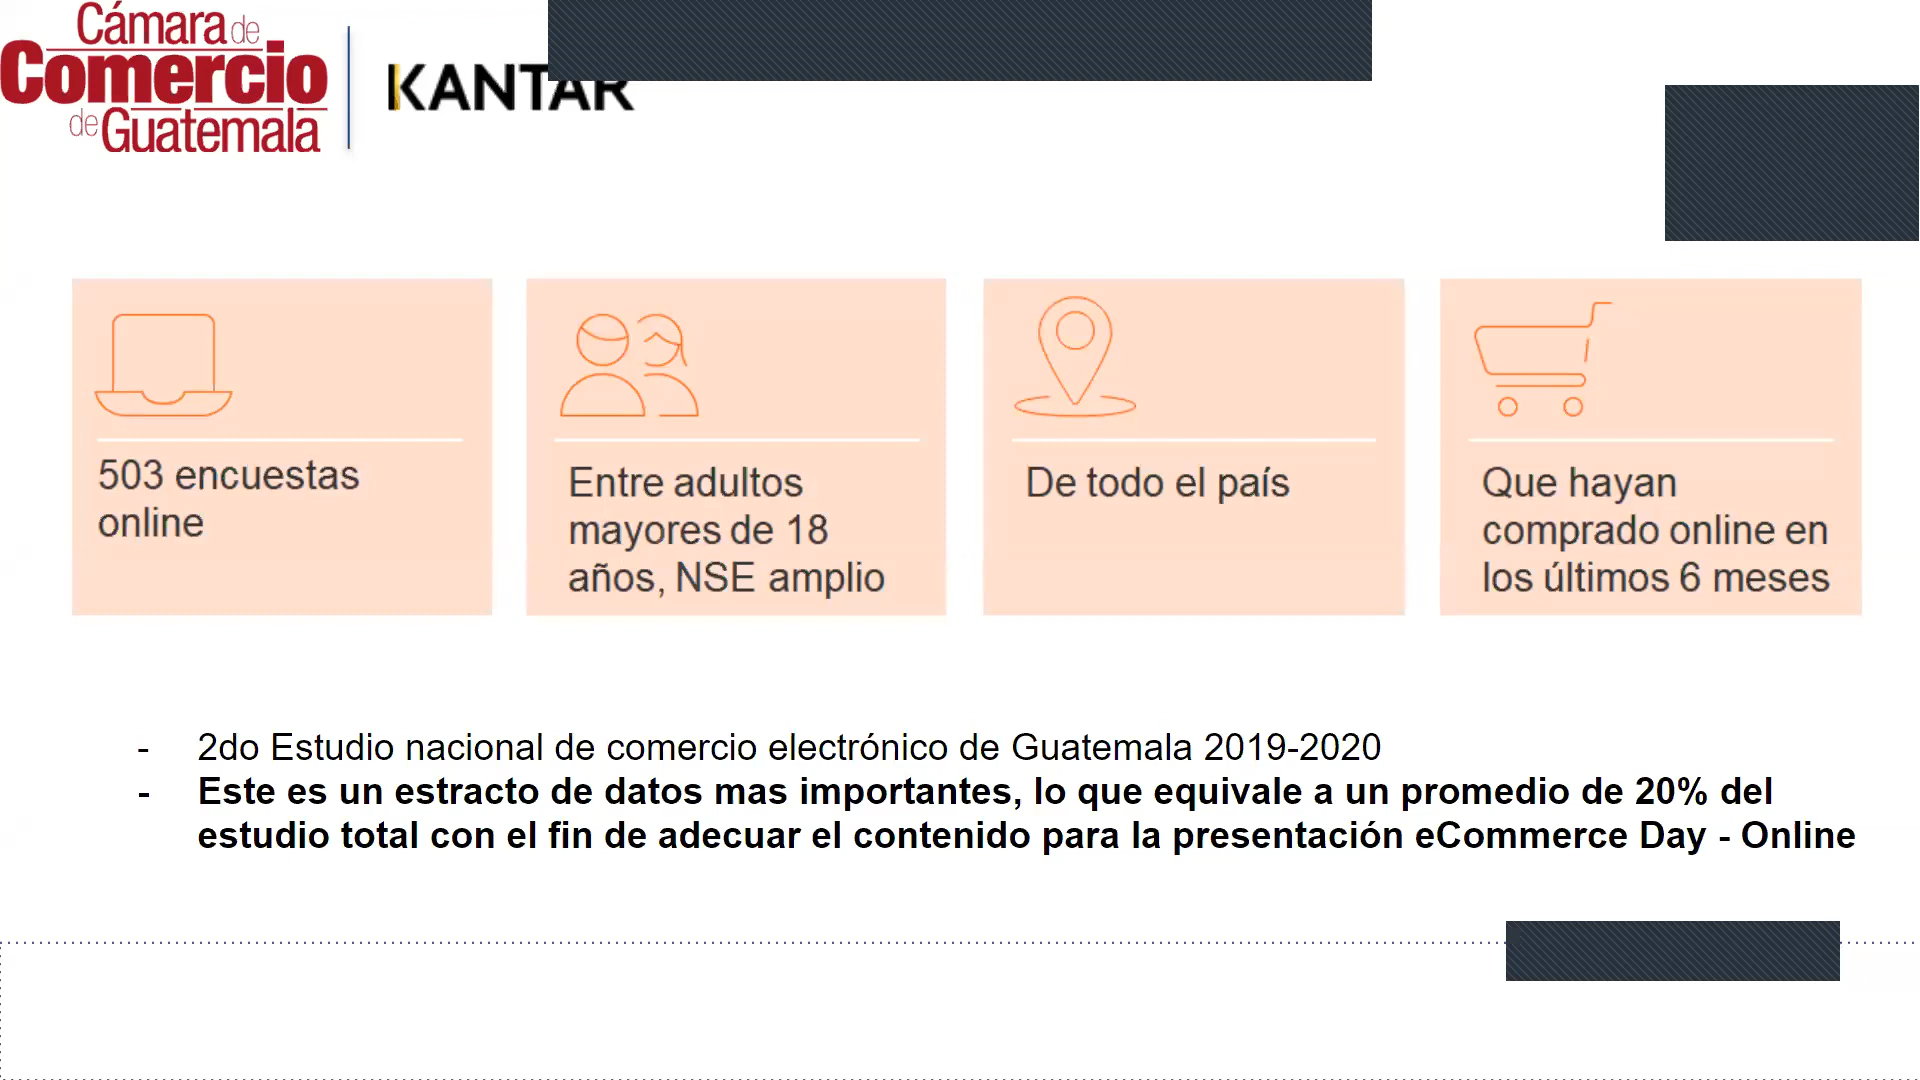 Cámara de
Comercio
de Guatemala
KANTAR
503 encuestas
online
Entre adultos
mayores de 18
años, NSE amplio
De todo el país
Que hayan
comprado online en
los últimos 6 meses
- 2do Estudio nacional de comercio electrónico de Guatemala 2019-2020
- Este es un estracto de datos mas importantes, lo que equivale a un promedio de 20% del
estudio total con el fin de adecuar el contenido para la presentación eCommerce Day - Online